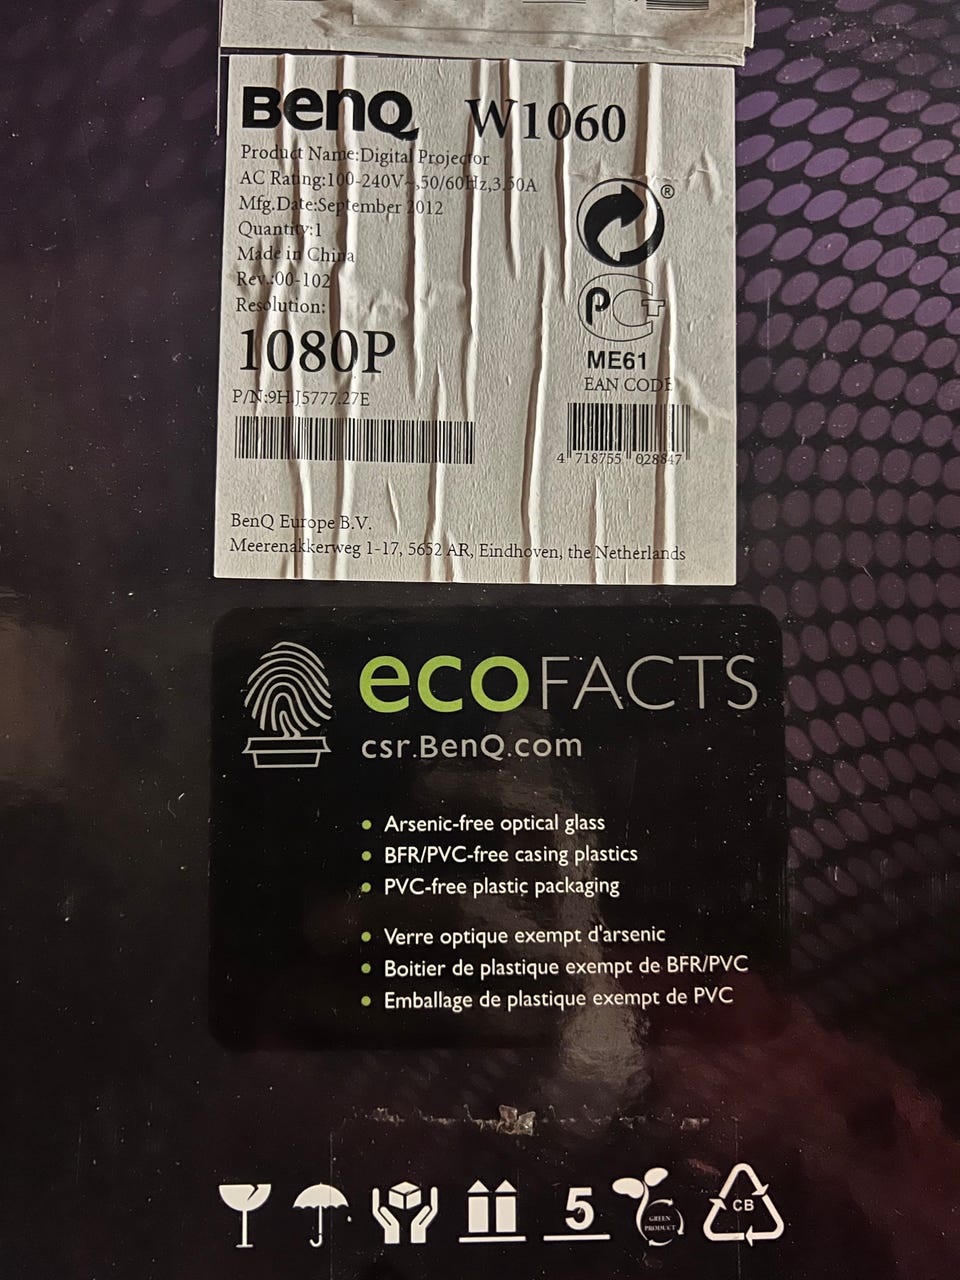 BenQ W1060
Product Name:Digital Projector
AC Rating:100-240V~,50/60Hz,3.50A
Mfg.Date:September 2012
Quantity:1
Made in China
Rev.:00-102
Resolution:
1080P
P/N:9H.J5777.27E
®
PCT
ME61
EAN CODE
4 718755 028847
BenQ Europe B.V.
Meerenakkerweg 1-17, 5652 AR, Eindhoven, the Netherlands
ecoFACTS
csr.BenQ.com
• Arsenic-free optical glass
• BFR/PVC-free casing plastics
• PVC-free plastic packaging
• Verre optique exempt d'arsenic
• Boitier de plastique exempt de BFR/PVC
• Emballage de plastique exempt de PVC
5
GREEN
PRODUCT
CB